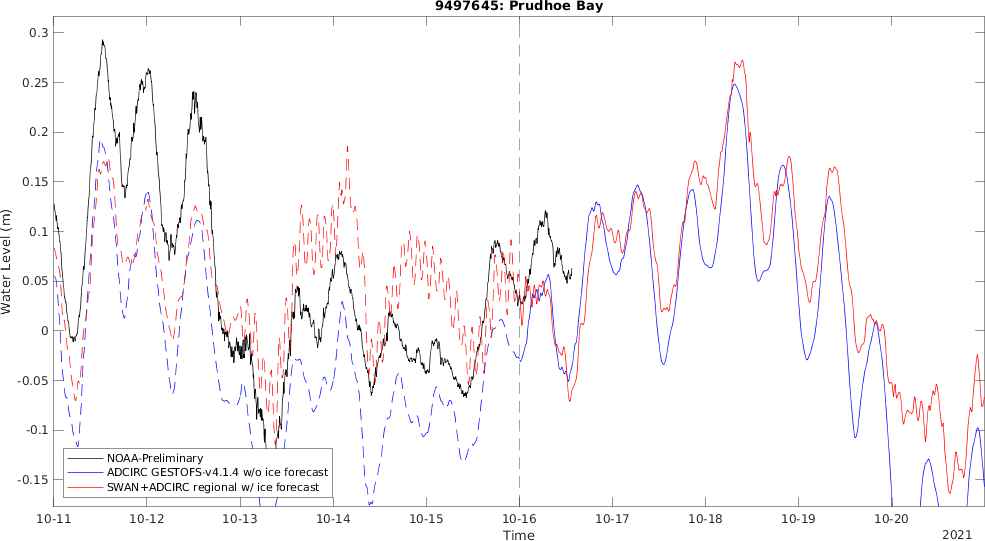 9497645: Prudhoe Bay
0.3
0.25
0.2
0.15
0.1
0.05
0
-0.05
-0.1
-0.15
Water Level (m)
NOAA-Preliminary
ADCIRC GESTOFS-v4.1.4 w/o ice forecast
SWAN+ADCIRC regional w/ ice forecast
10-11 10-12 10-13 10-14 10-15 10-16 10-17 10-18 10-19 10-20
Time
2021